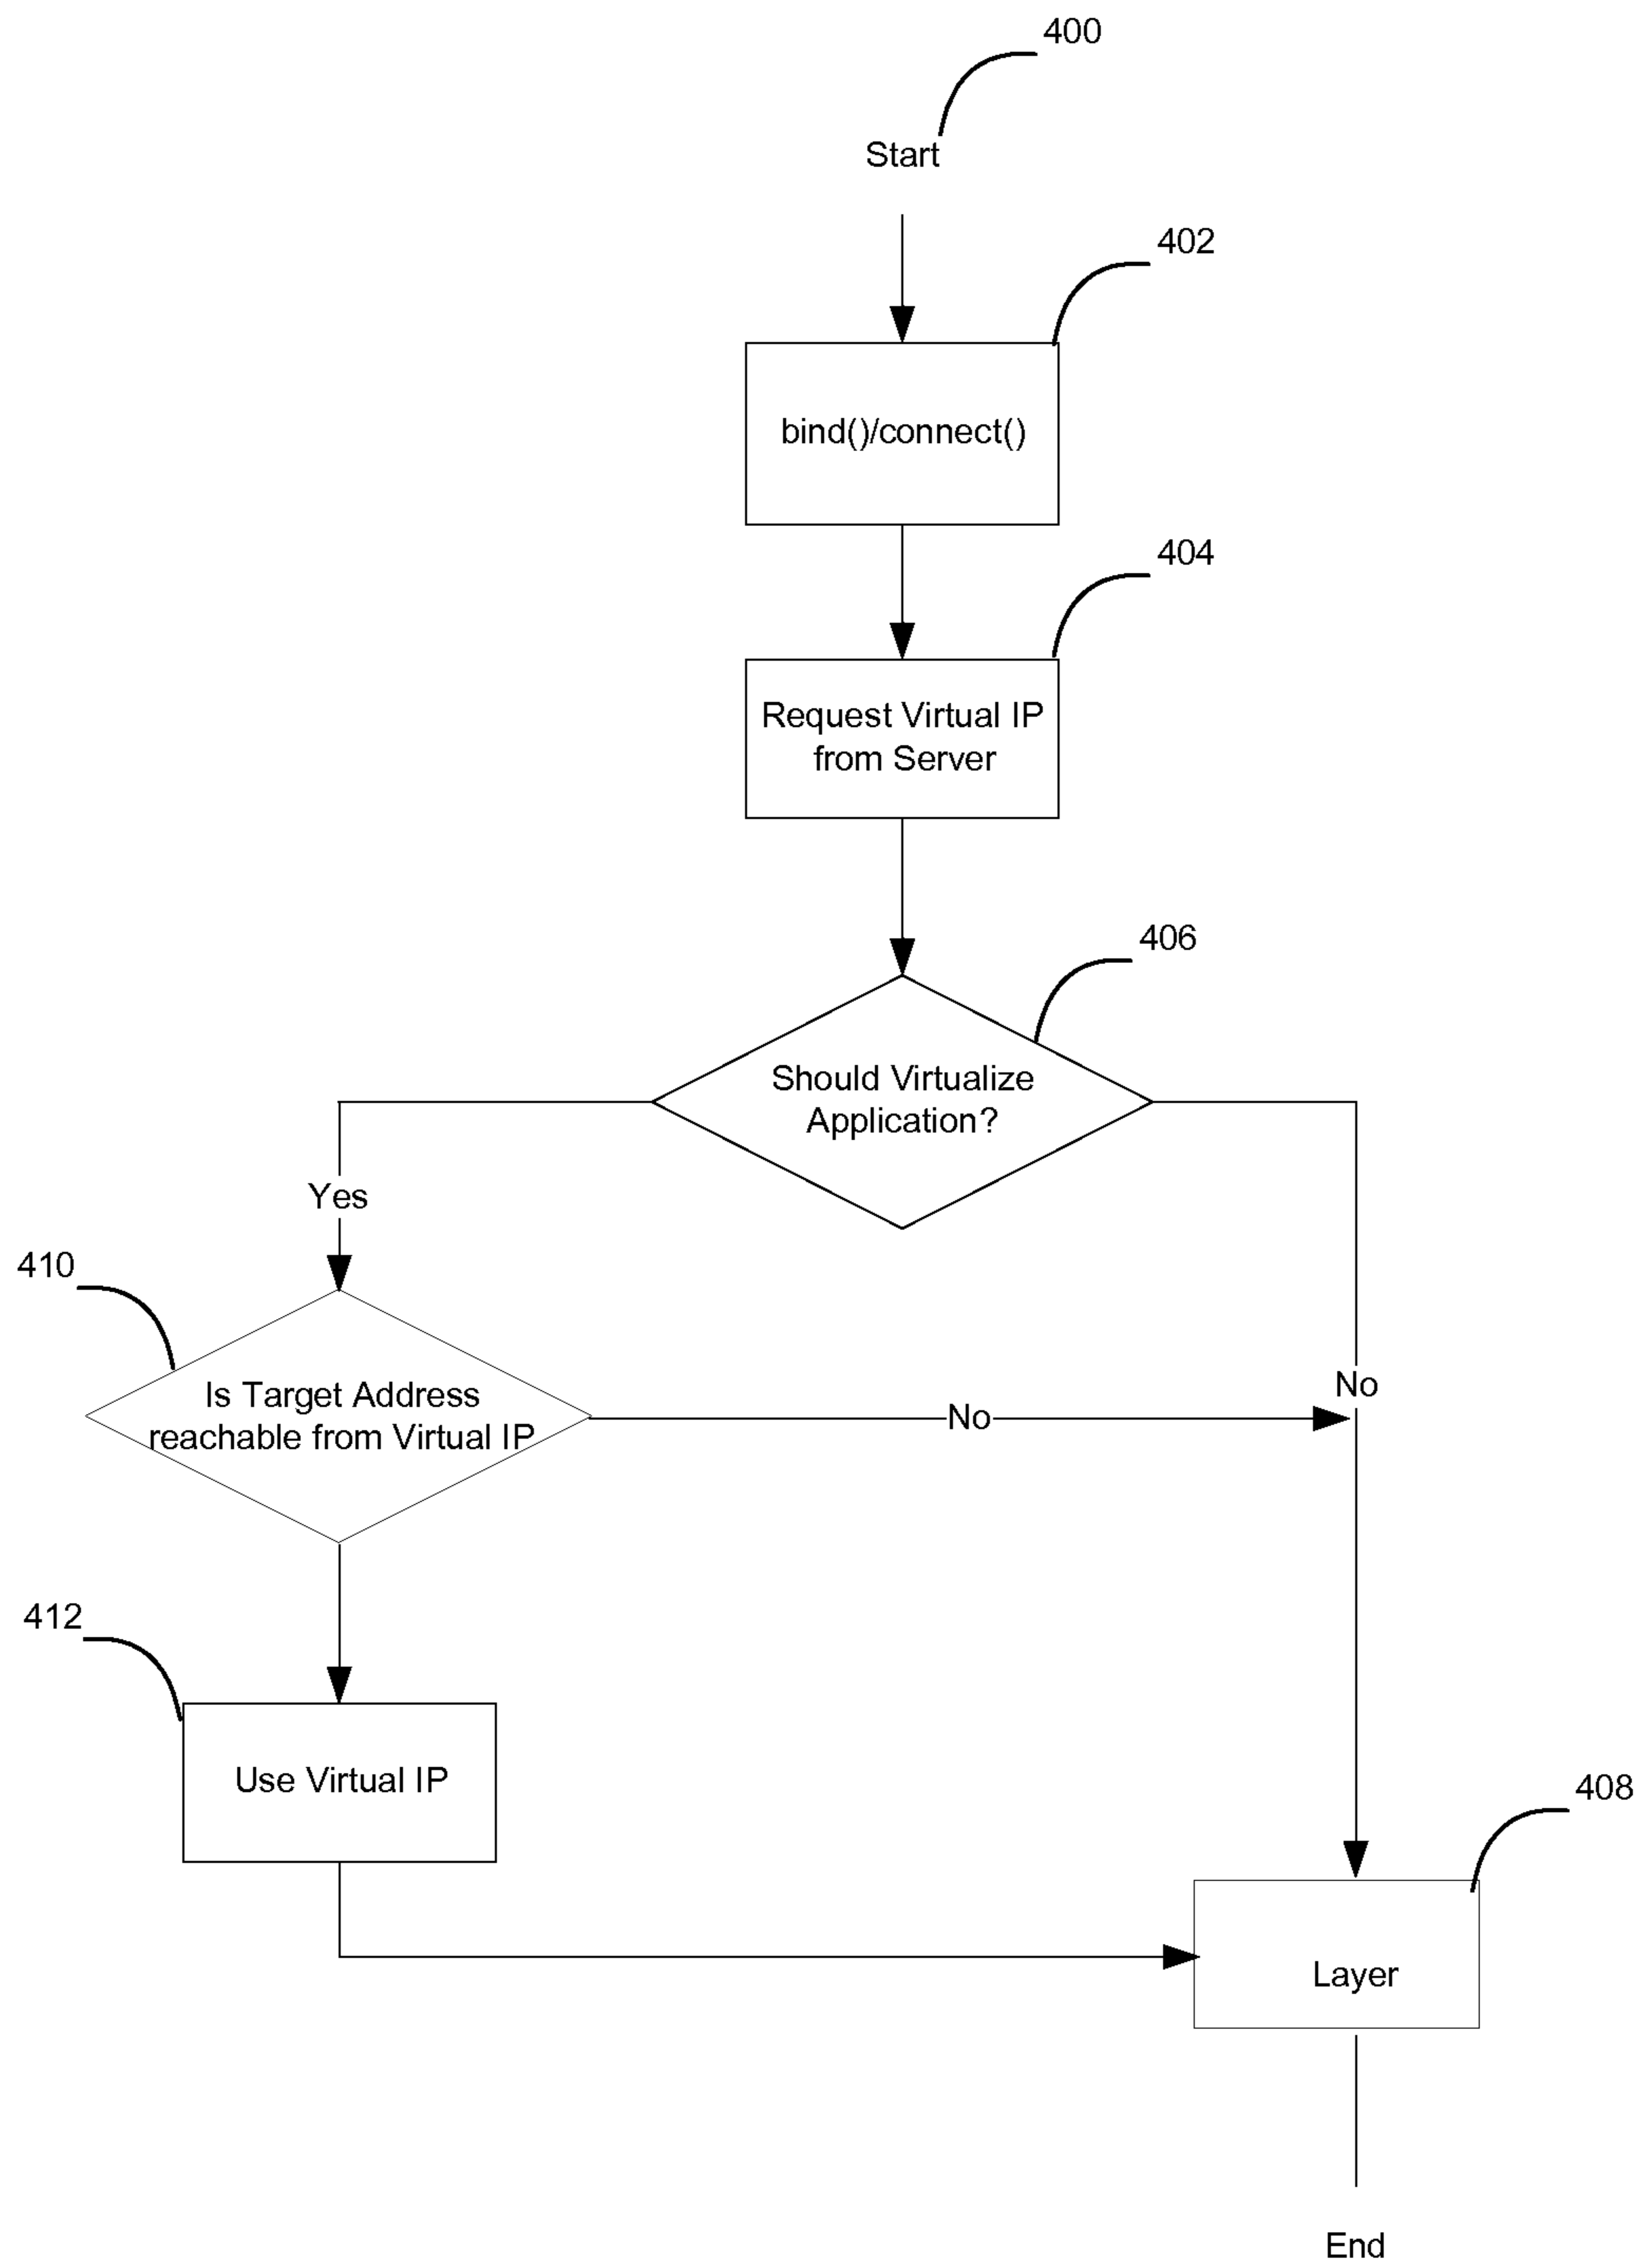 400
Start
402
bind()/connect()
404
Request Virtual IP
from Server
406
Should Virtualize
Application?
Yes
410
Is Target Address
reachable from Virtual IP
No
No
412
Use Virtual IP
408
Layer
End